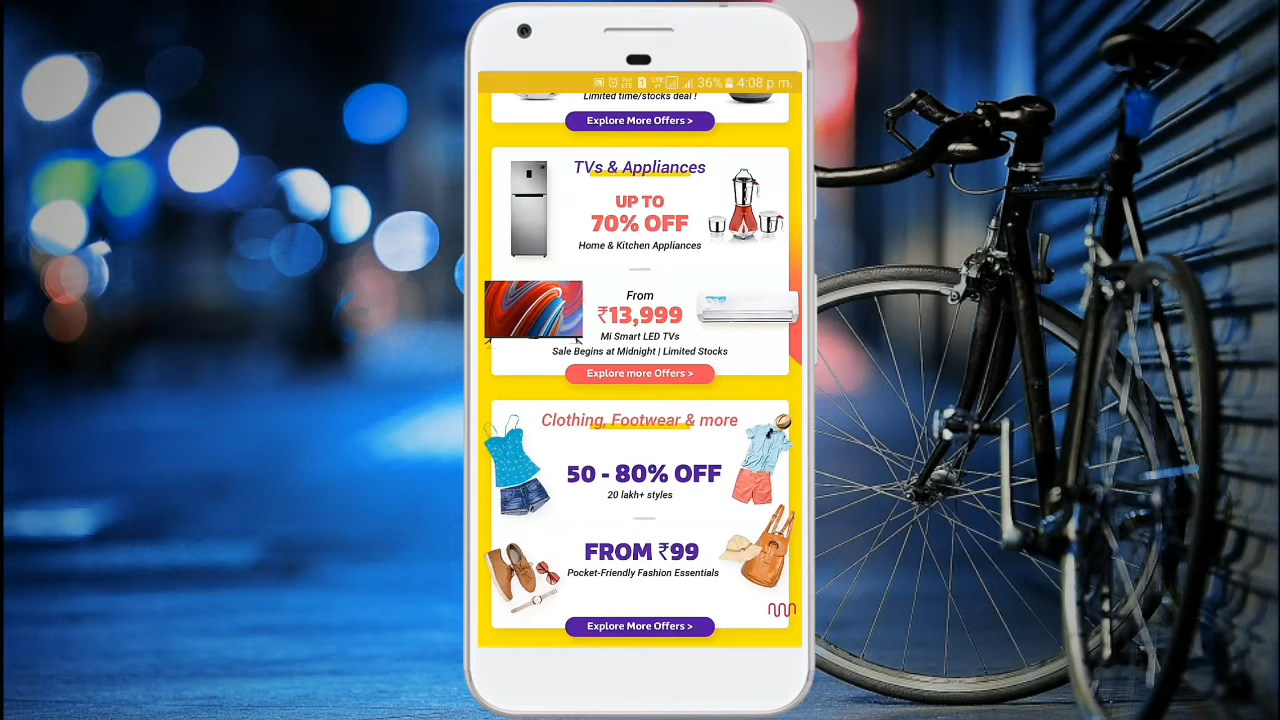 LTE 36% 4:08 p.m.
Limited time/stocks deal !
Explore More Offers >
TVs & Appliances
UP TO
70% OFF
Home & Kitchen Appliances
From
₹13,999
Mi Smart LED TVs
Sale Begins at Midnight | Limited Stocks
Explore more Offers >
Clothing, Footwear & more
50 - 80% OFF
20 lakh+ styles
FROM ₹99
Pocket-Friendly Fashion Essentials
Explore More Offers >